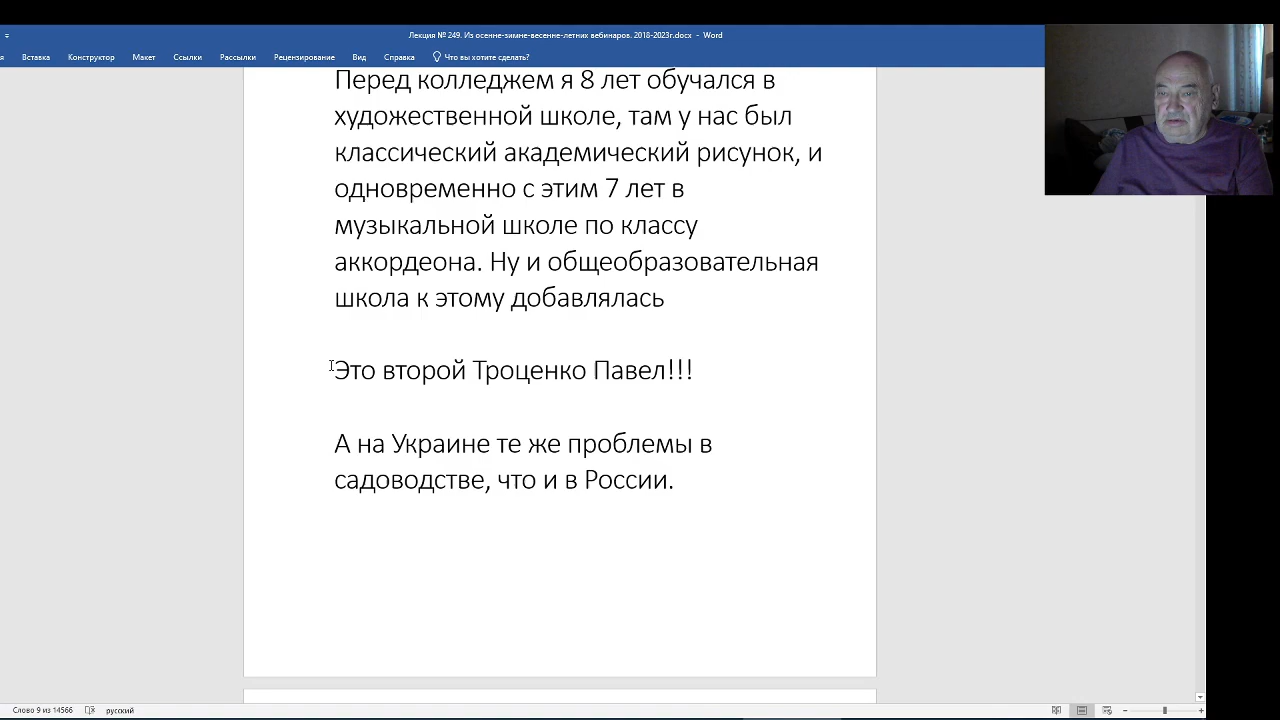 Лекция № 249. Из осенне-зимне-весенне-летних вебинаров. 2018-2023г.docx - Word
я Вставка Конструктор Макет Ссылки Рассылки Рецензирование Вид Справка Что вы хотите сделать?
Перед колледжем я 8 лет обучался в
художественной школе, там у нас был
классический академический рисунок, и
одновременно с этим 7 лет в
музыкальной школе по классу
аккордеона. Ну и общеобразовательная
школа к этому добавлялась
Это второй Троценко Павел!!!
А на Украине те же проблемы в
садоводстве, что и в России.
Слово 9 из 14566 русский